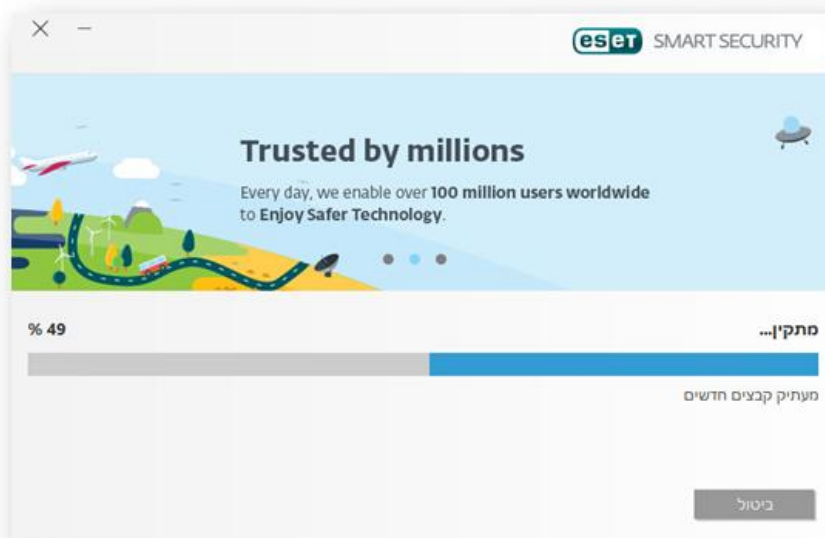 eset SMART SECURITY
Trusted by millions
Every day, we enable over 100 million users worldwide
to Enjoy Safer Technology.
מתקין...
% 49
מעתיק קבצים חדשים
ביטול